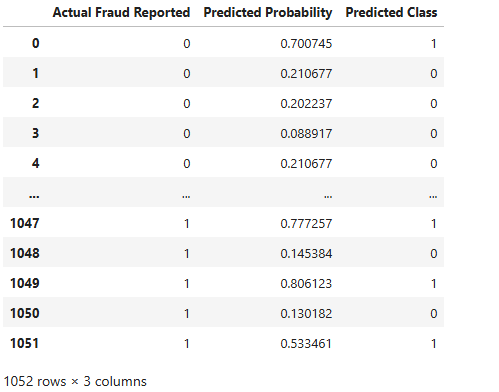 Actual Fraud Reported Predicted Probability Predicted Class
0 0 0.700745 1
1 0 0.210677 0
2 0 0.202237 0
3 0 0.088917 0
4 0 0.210677 0
... ... ... ...
1047 1 0.777257 1
1048 1 0.145384 0
1049 1 0.806123 1
1050 1 0.130182 0
1051 1 0.533461 1
1052 rows × 3 columns